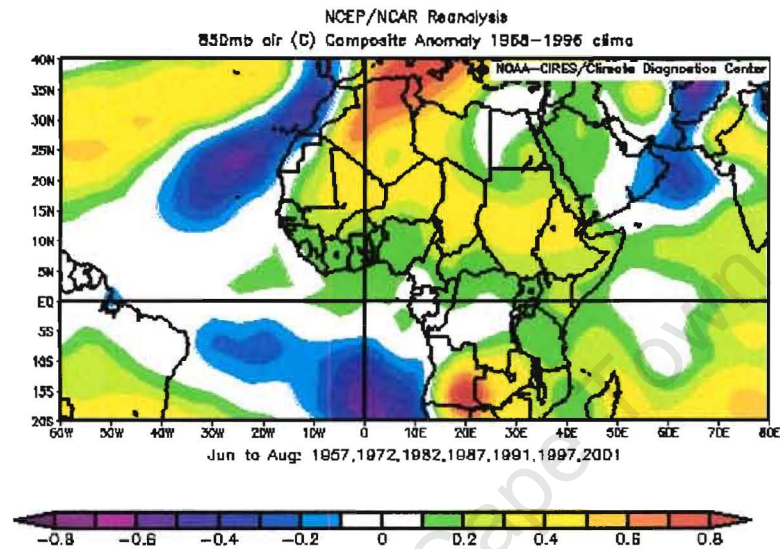 NCEP/NCAR Reanalysis
850mb air (C) Composite Anomaly 1968-1996 clima
NOAA-CIRES/Climate Diagnostics Center
40N
35N
30N
25N
20N
15N
10N
5N
EQ
5S
10S
15S
20S
60W 50W 40W 30W 20W 10W 0 10E 20E 30E 40E 50E 60E 70E 80E
Jun to Aug: 1957,1972,1982,1987,1991,1997,2001
-0.8 -0.6 -0.4 -0.2 0 0.2 0.4 0.6 0.8
Cape Town